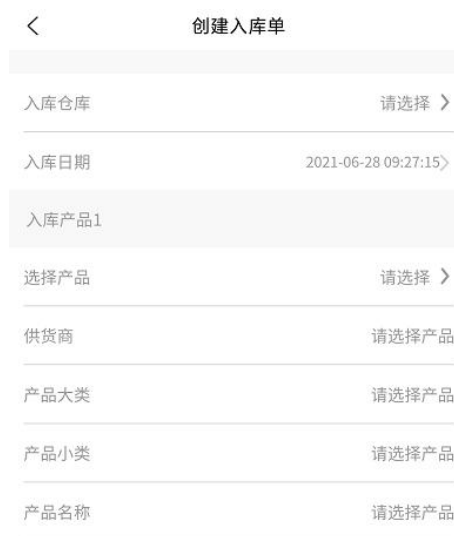 创建入库单
入库仓库 请选择
入库日期 2021-06-28 09:27:15
入库产品1
选择产品 请选择
供货商 请选择产品
产品大类 请选择产品
产品小类 请选择产品
产品名称 请选择产品